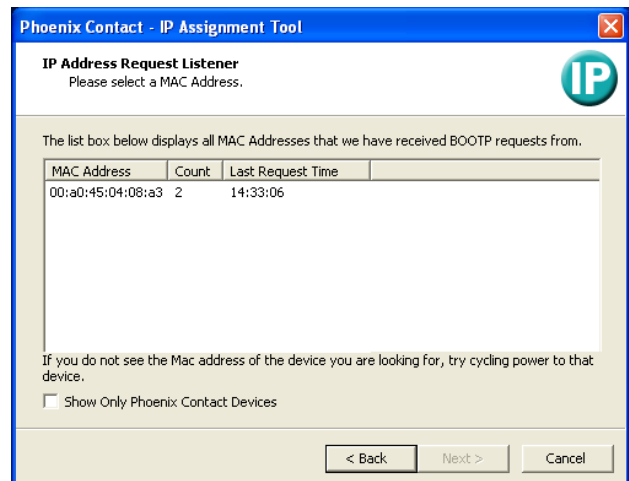 Phoenix Contact - IP Assignment Tool
IP Address Request Listener
Please select a MAC Address.
IP
The list box below displays all MAC Addresses that we have received BOOTP requests from.
MAC Address Count Last Request Time
00:a0:45:04:08:a3 2 14:33:06
If you do not see the Mac address of the device you are looking for, try cycling power to that
device.
Show Only Phoenix Contact Devices
< Back Next > Cancel